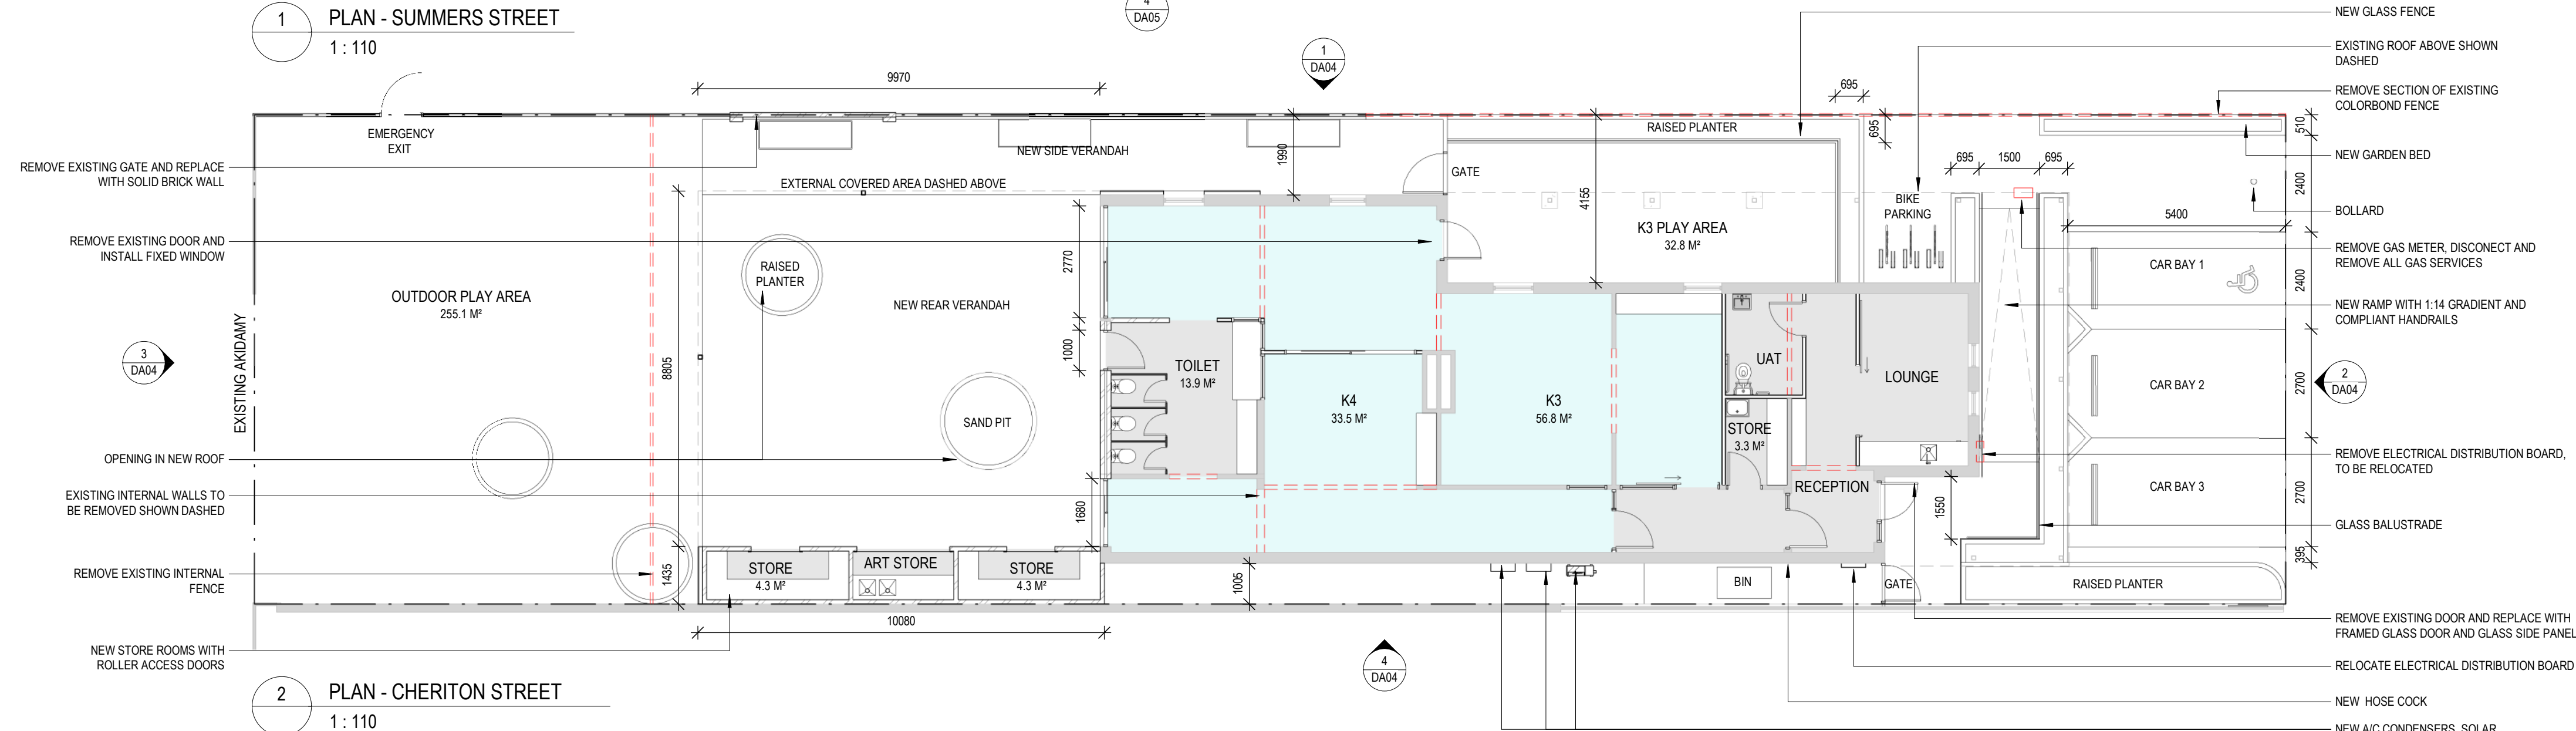 1
PLAN - SUMMERS STREET
1 : 110
4
DA05
1
DA04
NEW GLASS FENCE
EXISTING ROOF ABOVE SHOWN
DASHED
REMOVE SECTION OF EXISTING
COLORBOND FENCE
NEW GARDEN BED
BOLLARD
REMOVE GAS METER, DISCONECT AND
REMOVE ALL GAS SERVICES
NEW RAMP WITH 1:14 GRADIENT AND
COMPLIANT HANDRAILS
2
DA04
REMOVE ELECTRICAL DISTRIBUTION BOARD,
TO BE RELOCATED
GLASS BALUSTRADE
REMOVE EXISTING DOOR AND REPLACE WITH
FRAMED GLASS DOOR AND GLASS SIDE PANEL
RELOCATE ELECTRICAL DISTRIBUTION BOARD
NEW HOSE COCK
NEW A/C CONDENSERS, SOLAR
REMOVE EXISTING GATE AND REPLACE
WITH SOLID BRICK WALL
REMOVE EXISTING DOOR AND
INSTALL FIXED WINDOW
3
DA04
OPENING IN NEW ROOF
EXISTING INTERNAL WALLS TO
BE REMOVED SHOWN DASHED
REMOVE EXISTING INTERNAL
FENCE
NEW STORE ROOMS WITH
ROLLER ACCESS DOORS
EXISTING AKIDAMY
EMERGENCY
EXIT
OUTDOOR PLAY AREA
255.1 M²
9970
NEW SIDE VERANDAH
EXTERNAL COVERED AREA DASHED ABOVE
RAISED
PLANTER
NEW REAR VERANDAH
SAND PIT
8805
1435
2770
1000
1680
1990
1005
10080
STORE
4.3 M²
ART STORE
STORE
4.3 M²
TOILET
13.9 M²
K4
33.5 M²
K3
56.8 M²
GATE
4155
RAISED PLANTER
K3 PLAY AREA
32.8 M²
695
695
BIKE
PARKING
695
1500
695
UAT
LOUNGE
STORE
3.3 M²
RECEPTION
1550
BIN
GATE
RAISED PLANTER
5400
CAR BAY 1
CAR BAY 2
CAR BAY 3
510
2400
2400
2700
2700
395
4
DA04
2
PLAN - CHERITON STREET
1 : 110